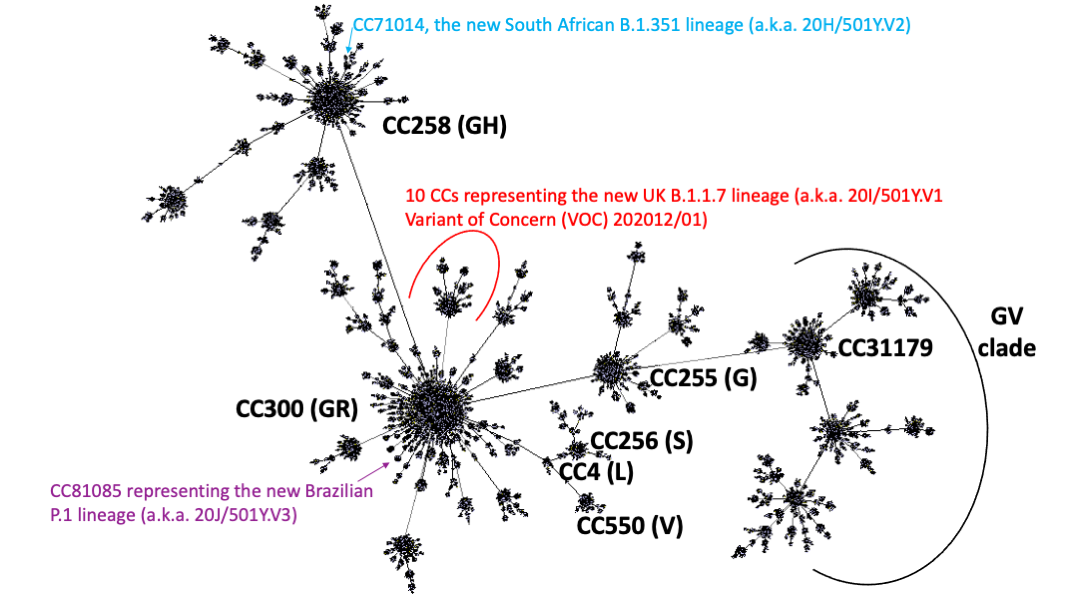 CC71014, the new South African B.1.351 lineage (a.k.a. 20H/501Y.V2)
CC258 (GH)
10 CCs representing the new UK B.1.1.7 lineage (a.k.a. 20I/501Y.V1
Variant of Concern (VOC) 202012/01)
GV
clade
CC31179
CC255 (G)
CC300 (GR)
CC256 (S)
CC4 (L)
CC81085 representing the new Brazilian
P.1 lineage (a.k.a. 20J/501Y.V3)
CC550 (V)